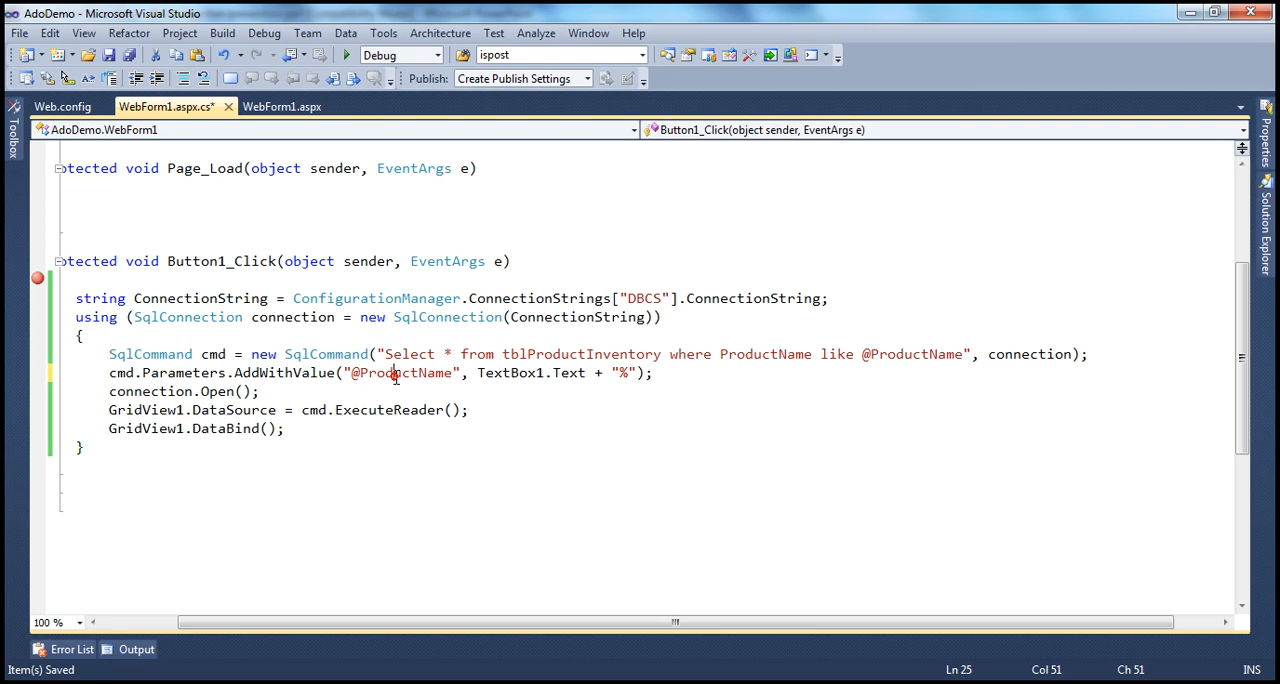 AdoDemo - Microsoft Visual Studio
File Edit View Refactor Project Build Debug Team Data Tools Architecture Test Analyze Window Help
Debug ispost
Publish: Create Publish Settings
Web.config WebForm1.aspx.cs* WebForm1.aspx
AdoDemo.WebForm1 Button1_Click(object sender, EventArgs e)
Toolbox
Properties
Solution Explorer
otected void Page_Load(object sender, EventArgs e)
otected void Button1_Click(object sender, EventArgs e)
string ConnectionString = ConfigurationManager.ConnectionStrings["DBCS"].ConnectionString;
using (SqlConnection connection = new SqlConnection(ConnectionString))
{
SqlCommand cmd = new SqlCommand("Select * from tblProductInventory where ProductName like @ProductName", connection);
cmd.Parameters.AddWithValue("@ProductName", TextBox1.Text + "%");
connection.Open();
GridView1.DataSource = cmd.ExecuteReader();
GridView1.DataBind();
}
100 %
Error List Output
Item(s) Saved Ln 25 Col 51 Ch 51 INS